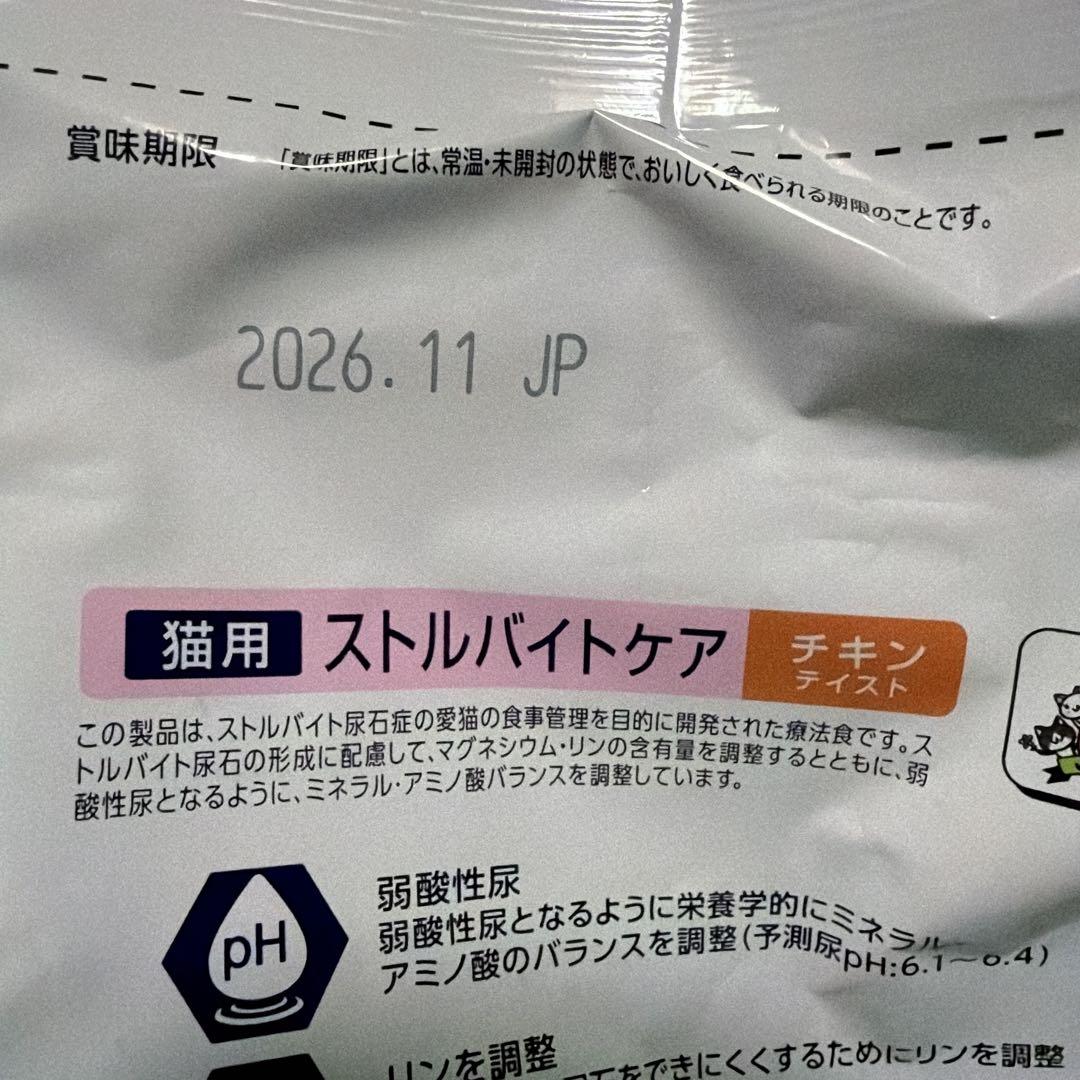 賞味期限
「賞味期限」とは、常温・未開封の状態で、おいしく食べられる期限のことです。
2026.11 JP
猫用 ストルバイトケア チキン
テイスト
この製品は、ストルバイト尿石症の愛猫の食事管理を目的に開発された療法食です。ス
トルバイト尿石の形成に配慮して、マグネシウム・リンの含有量を調整するとともに、弱
酸性尿となるように、ミネラル・アミノ酸バランスを調整しています。
pH
弱酸性尿
弱酸性尿となるように栄養学的にミネラル・
アミノ酸のバランスを調整(予測尿pH:6.1〜6.4)
リンを調整
石をできにくくするためにリンを調整